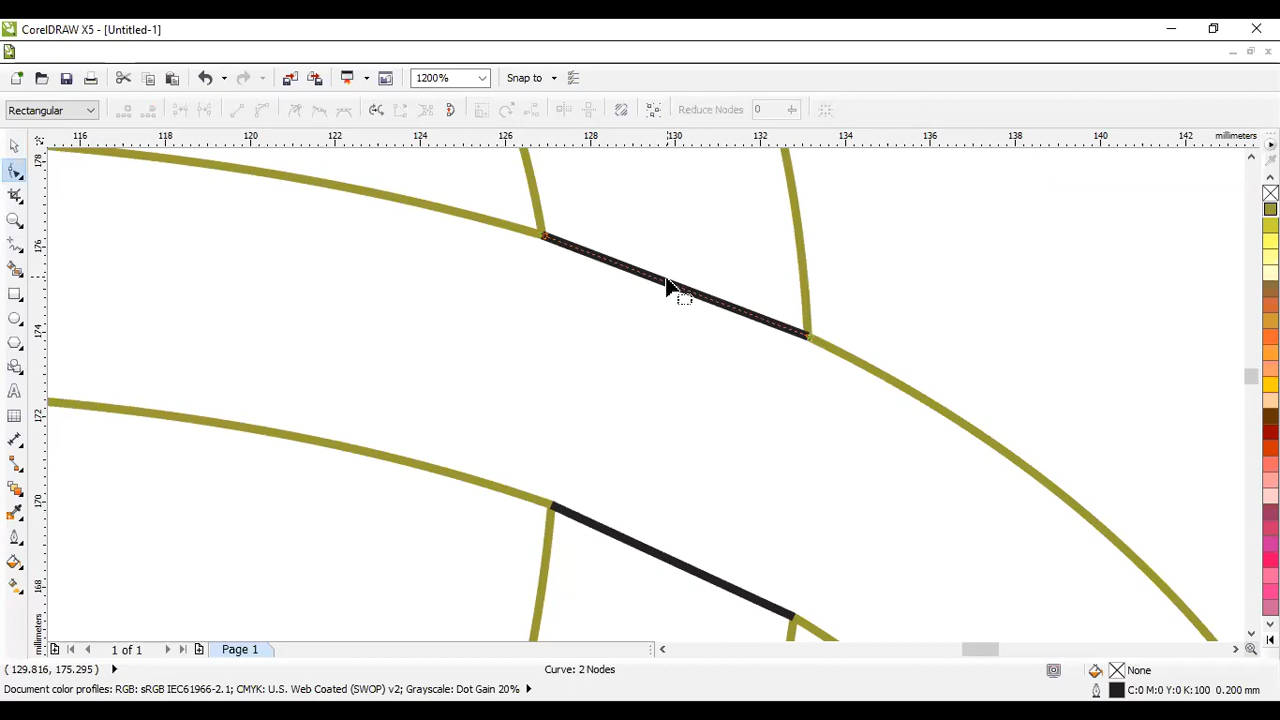 CorelDRAW X5 - [Untitled-1]
1200%
Snap to
Rectangular
Reduce Nodes
0
116 118 120 122 124 126 128 130 132 134 136 138 140 142 millimeters
178
176
174
172
170
168
millimeters
1 of 1
Page 1
( 129.816, 175.295 )
Curve: 2 Nodes
None
Document color profiles: RGB: sRGB IEC61966-2.1; CMYK: U.S. Web Coated (SWOP) v2; Grayscale: Dot Gain 20%
C:0 M:0 Y:0 K:100 0.200 mm